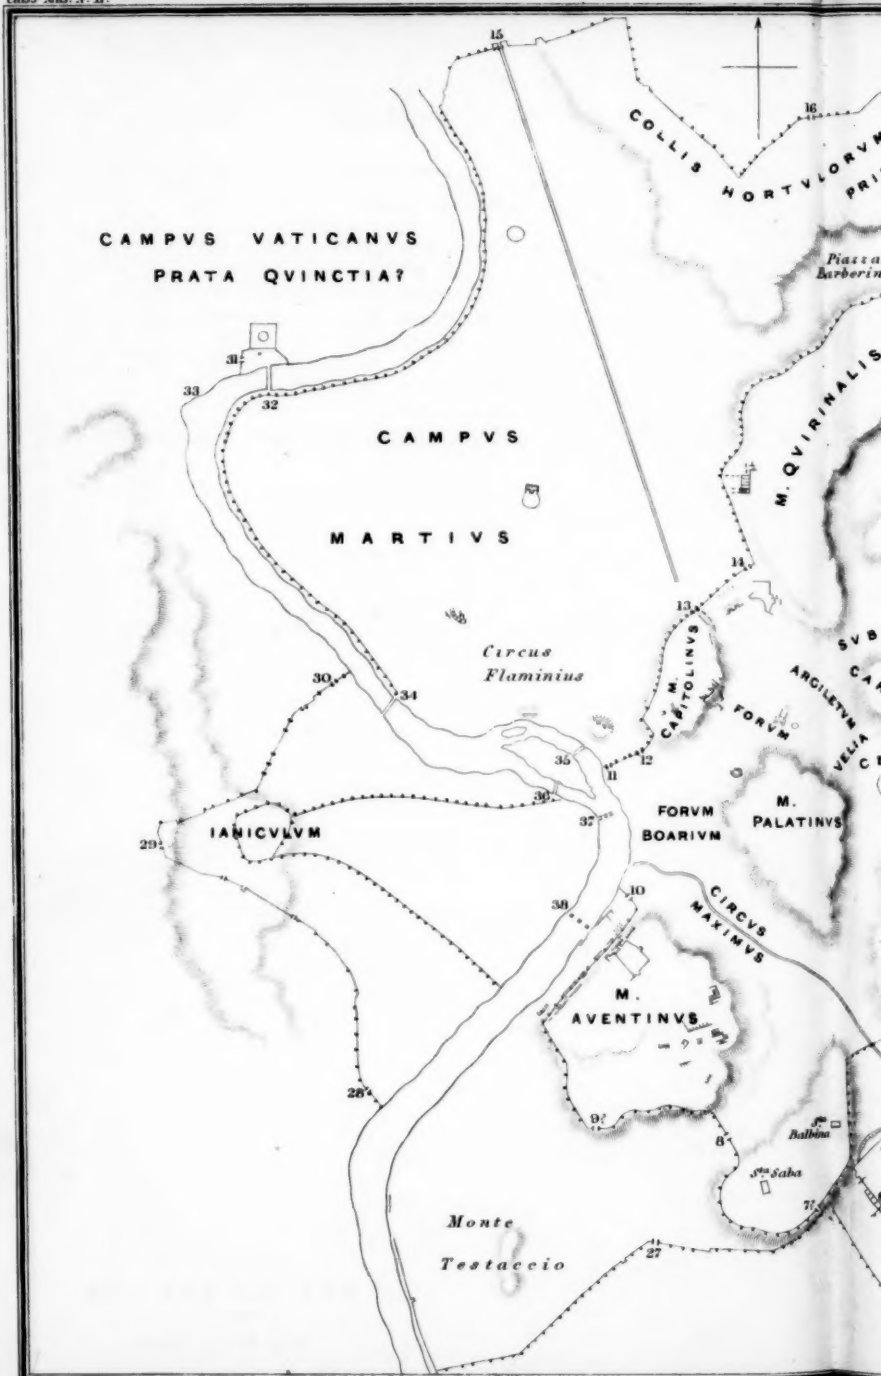 15
16
COLLIS HORTVLORVM
CAMPVS VATICANVS
PRATA QVINCTIA?
Piazza
31
33
32
CAMPVS
M. QVIRINALIS
MARTIVS
14
13
Circus
Flaminius
30
34
M.
CAPITOLINVS
ARGILETVM
FORVM
VELIA
35
12
11
36
37
FORVM
BOARIVM
M.
PALATINVS
IANICVLVM
29
10
38
CIRCVS
MAXIMVS
M.
AVENTINVS
28
9?
8
Sta
Balbina
Sta Saba
7?
Monte
Testaccio
27